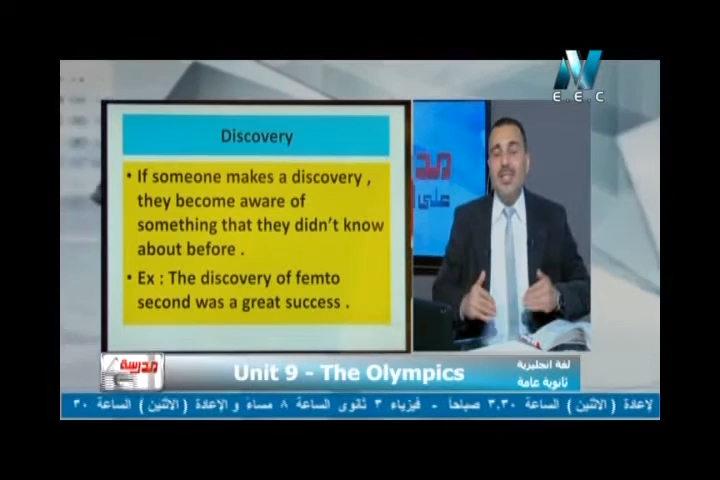 E.E.C
Discovery
• If someone makes a discovery ,
they become aware of
something that they didn't know
about before .
• Ex : The discovery of femto
second was a great success .
مدرسة
Unit 9 - The Olympics
لغة انجليزية
ثانوية عامة
لإعادة (الاثنين) الساعة ٣،٣٠ صباحاً - فيزياء ٣ ثانوى الساعة ٨ مساءً و الإعادة (الاثنين) الساعة ٣٠